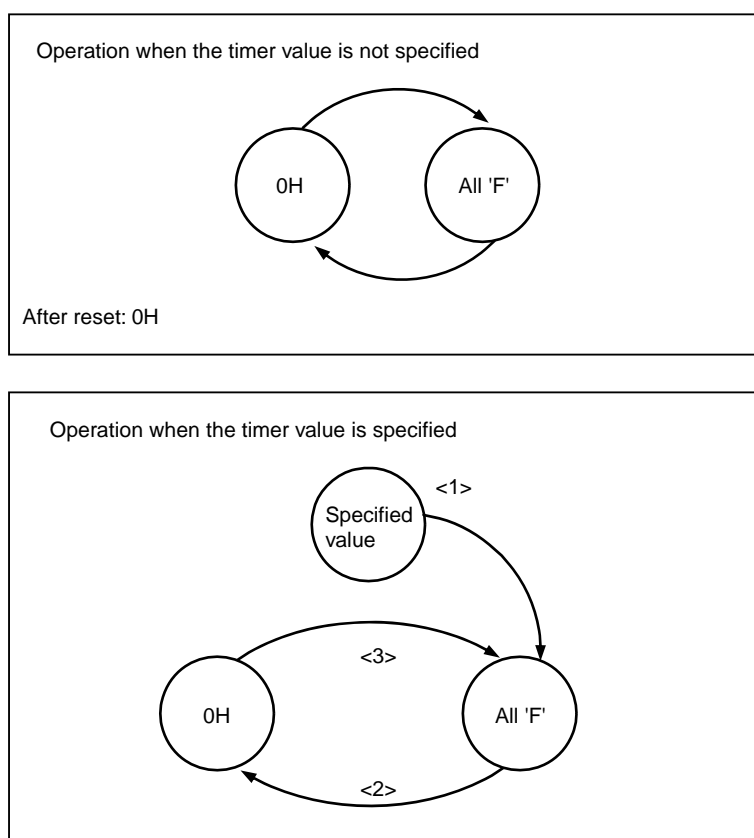 Operation when the timer value is not specified
0H
All 'F'
After reset: 0H
Operation when the timer value is specified
<1>
Specified
value
<3>
0H
All 'F'
<2>